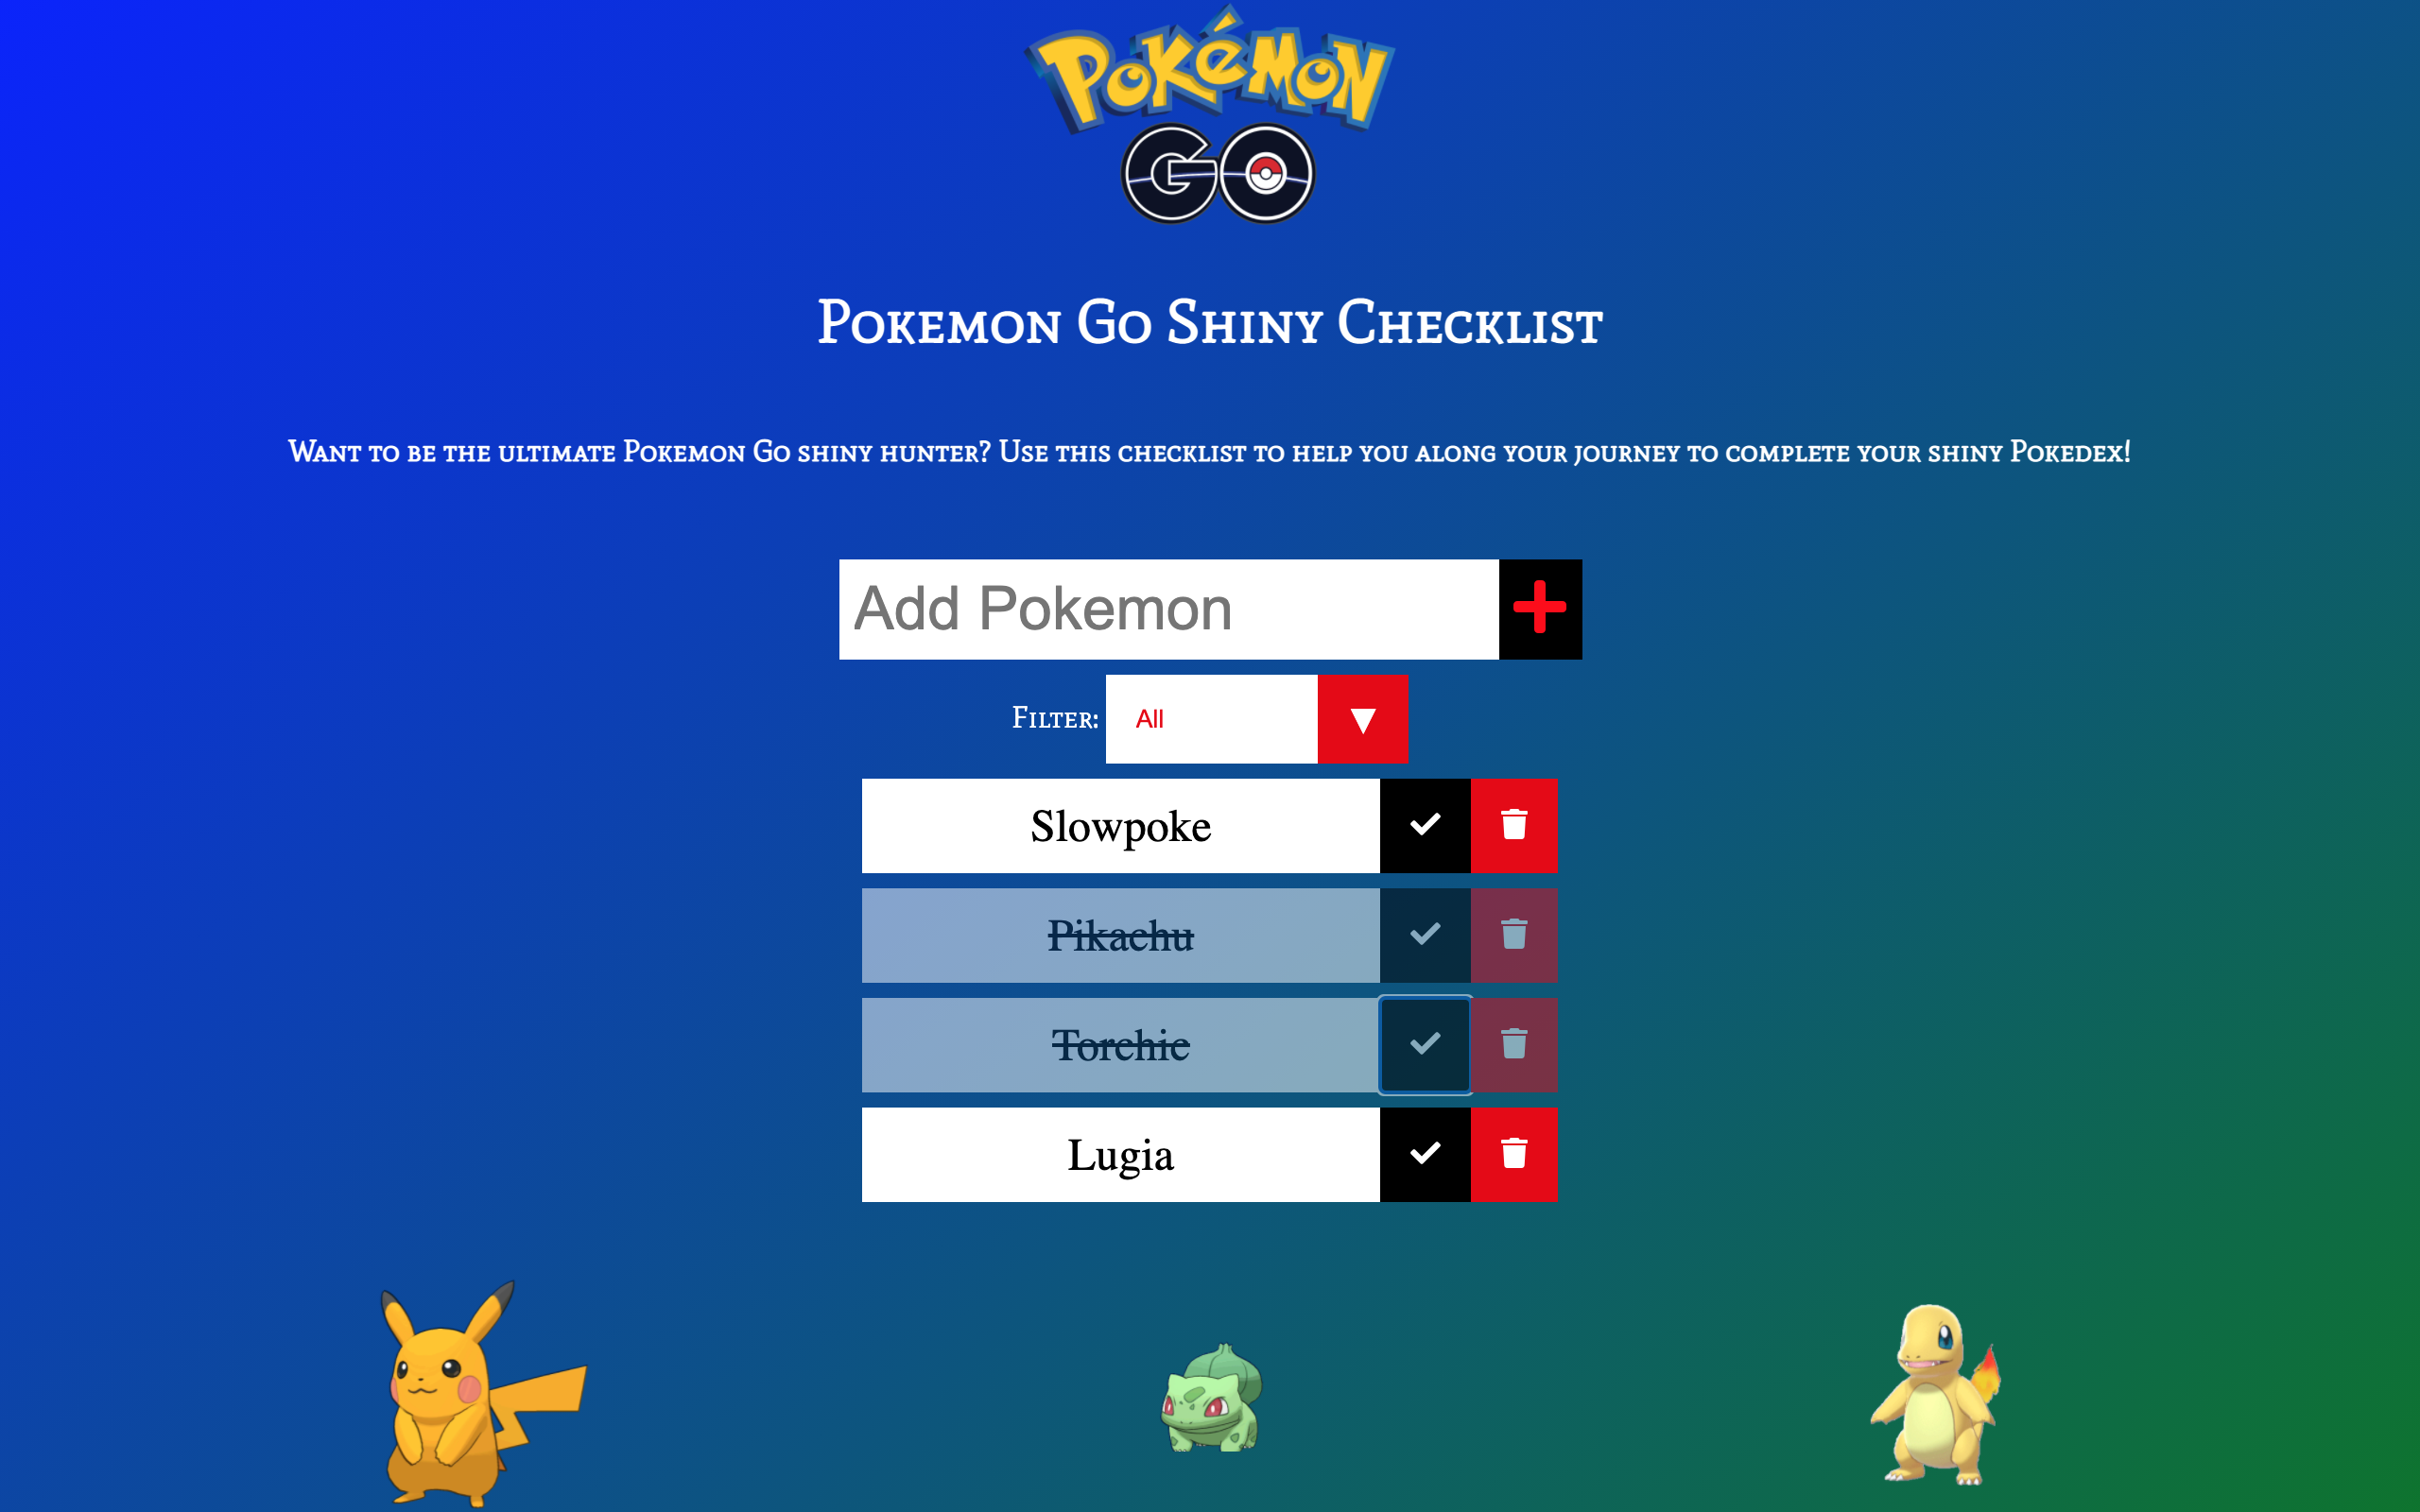 Pokémon
GO
Pokemon Go Shiny Checklist
Want to be the ultimate Pokemon Go shiny hunter? Use this checklist to help you along your journey to complete your shiny Pokedex!
Add Pokemon
Filter: All
Slowpoke
Pikachu
Torchic
Lugia